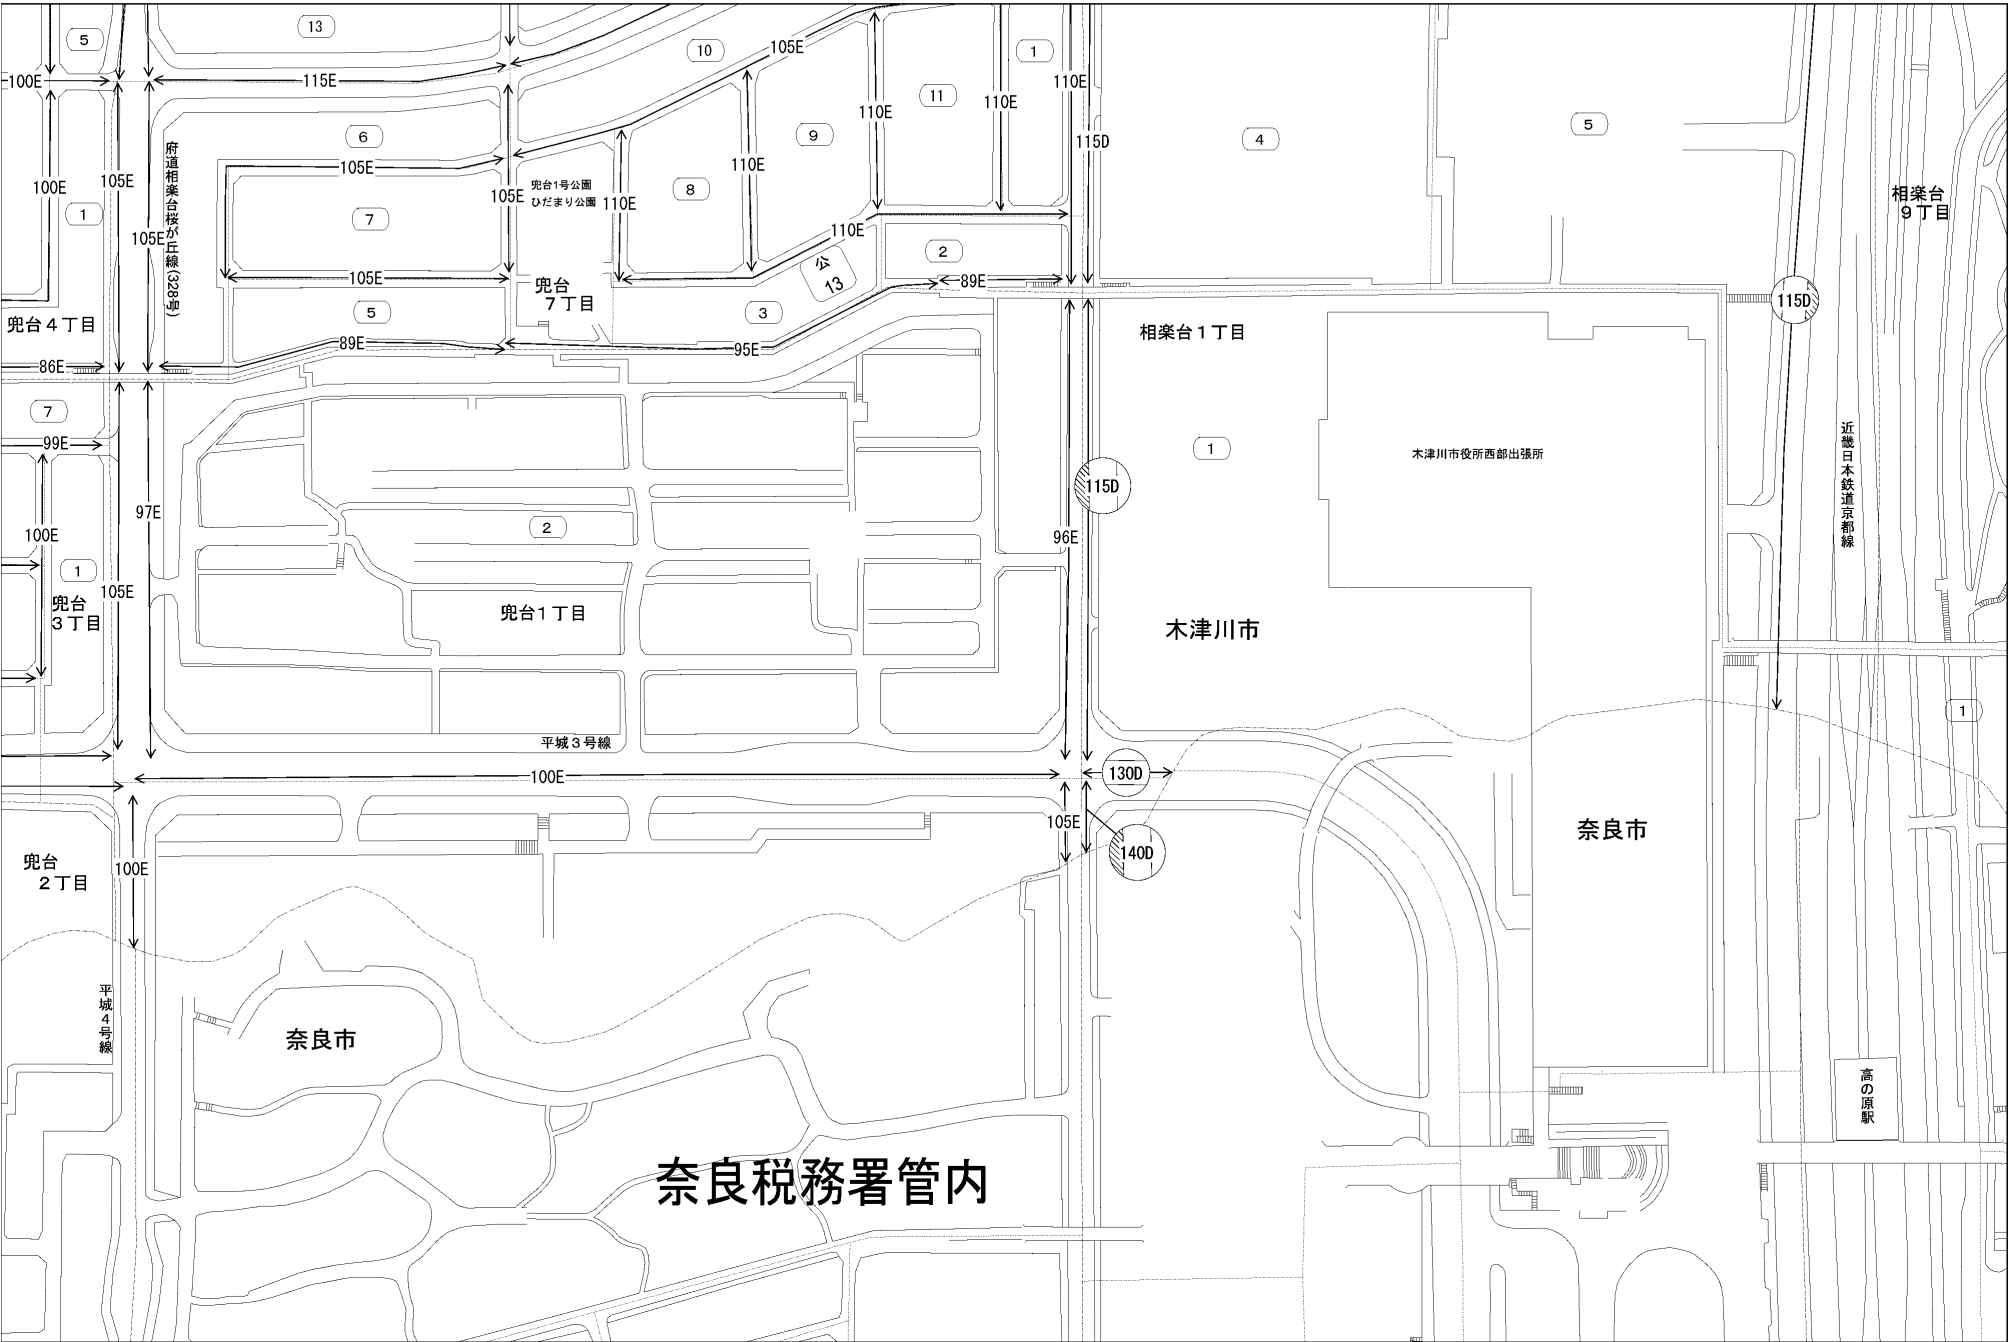 5
13
10
105E
1
100E
115E
110E
110E
11
100E
110E
105E
6
110E
9
115D
4
5
府道相楽台桜が丘線(328号)
105E
110E
兜台1号公園
ひだまり公園
105E
110E
8
100E
1
7
相楽台
9丁目
105E
110E
公
13
2
105E
89E
兜台
7丁目
115D
5
3
兜台4丁目
相楽台1丁目
89E
95E
86E
7
99E
1
木津川市役所西部出張所
近畿日本鉄道京都線
115D
97E
100E
2
96E
1
105E
兜台
3丁目
兜台1丁目
木津川市
1
平城3号線
100E
130D
105E
奈良市
140D
兜台
2丁目
100E
平城4号線
奈良市
高の原駅
奈良税務署管内